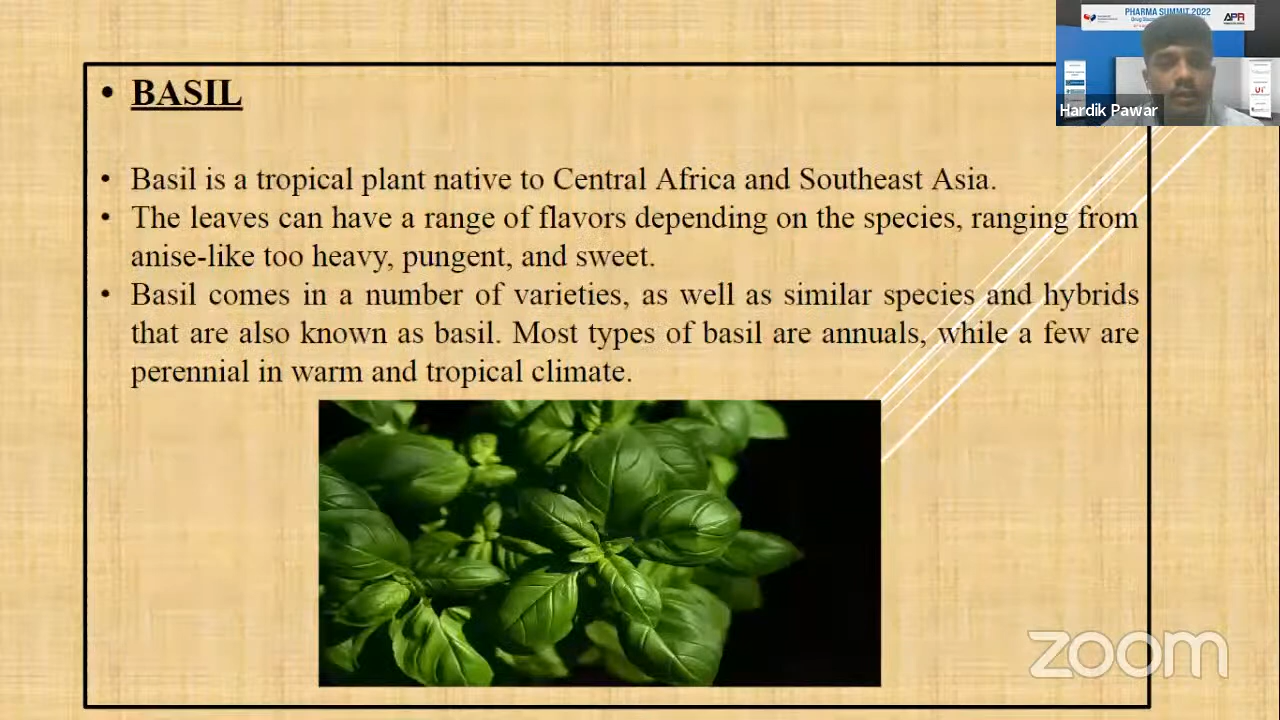 PHARMA SUMMIT 2022
APR
Hardik Pawar
• BASIL
• Basil is a tropical plant native to Central Africa and Southeast Asia.
• The leaves can have a range of flavors depending on the species, ranging from
anise-like too heavy, pungent, and sweet.
• Basil comes in a number of varieties, as well as similar species and hybrids
that are also known as basil. Most types of basil are annuals, while a few are
perennial in warm and tropical climate.
zoom